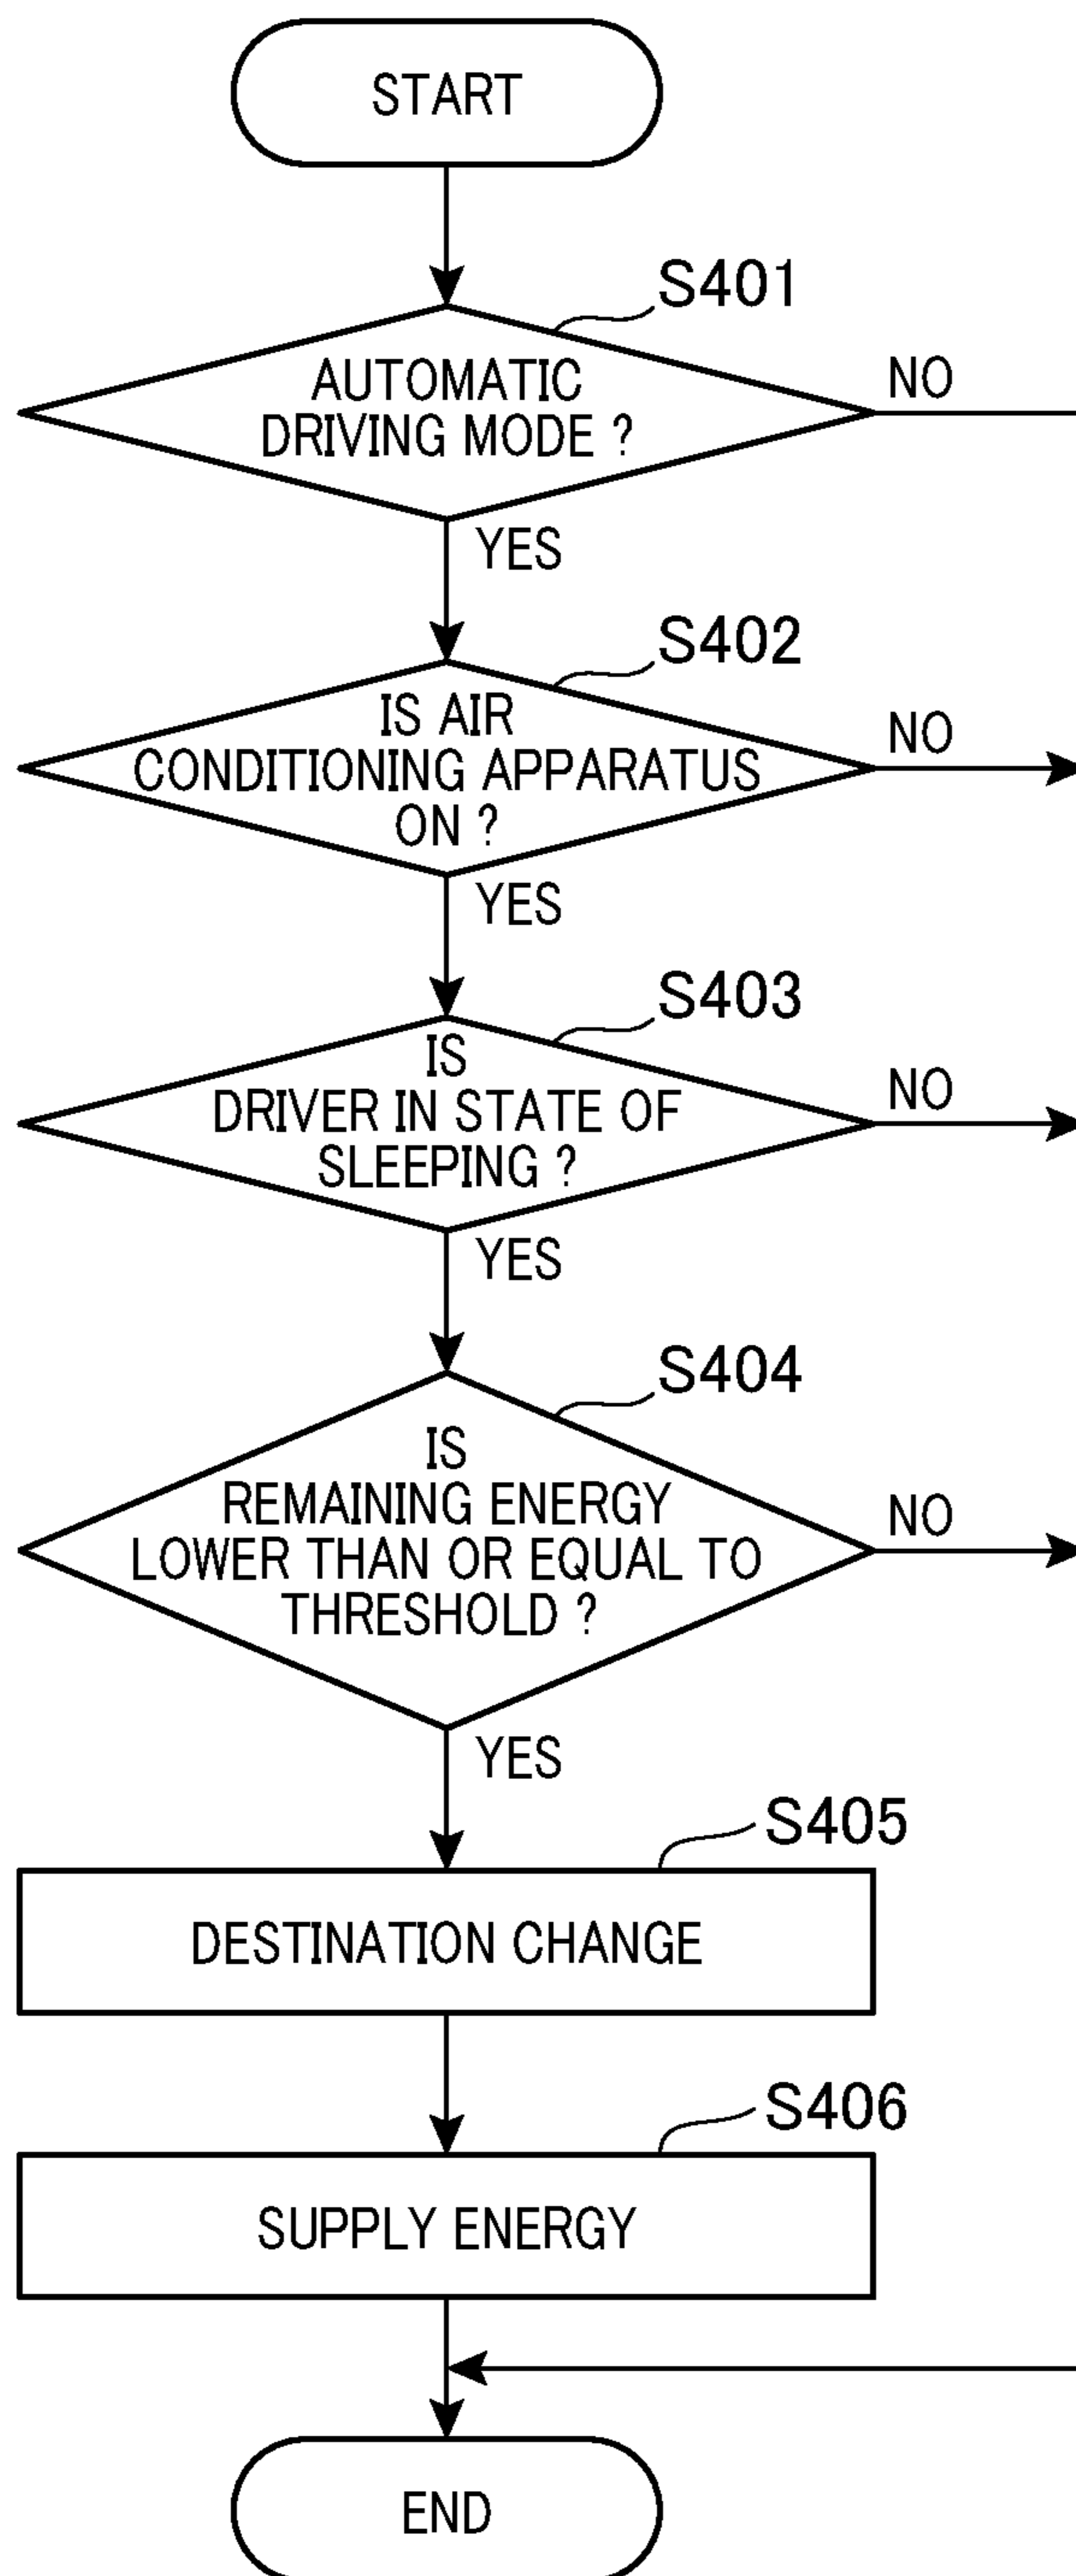 START
S401
AUTOMATIC
DRIVING MODE ?
NO
YES
S402
IS AIR
CONDITIONING APPARATUS
ON ?
NO
YES
S403
IS
DRIVER IN STATE OF
SLEEPING ?
NO
YES
S404
IS
REMAINING ENERGY
LOWER THAN OR EQUAL TO
THRESHOLD ?
NO
YES
S405
DESTINATION CHANGE
S406
SUPPLY ENERGY
END